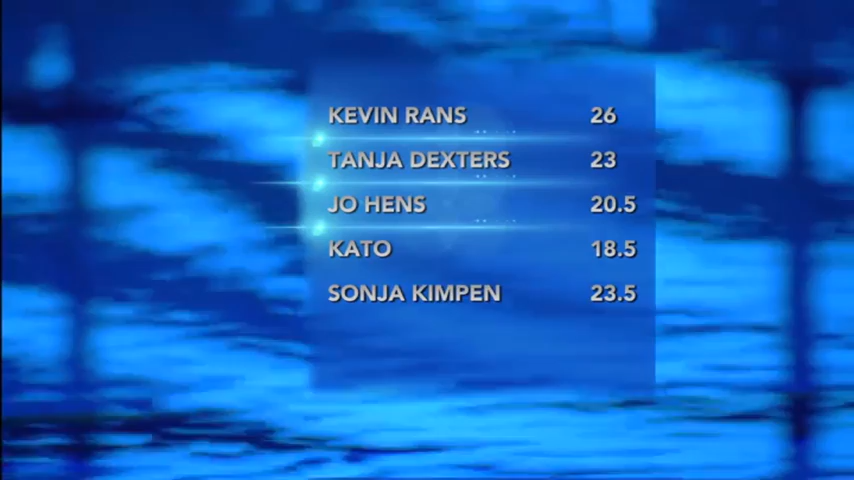 KEVIN RANS 26
TANJA DEXTERS 23
JO HENS 20.5
KATO 18.5
SONJA KIMPEN 23.5